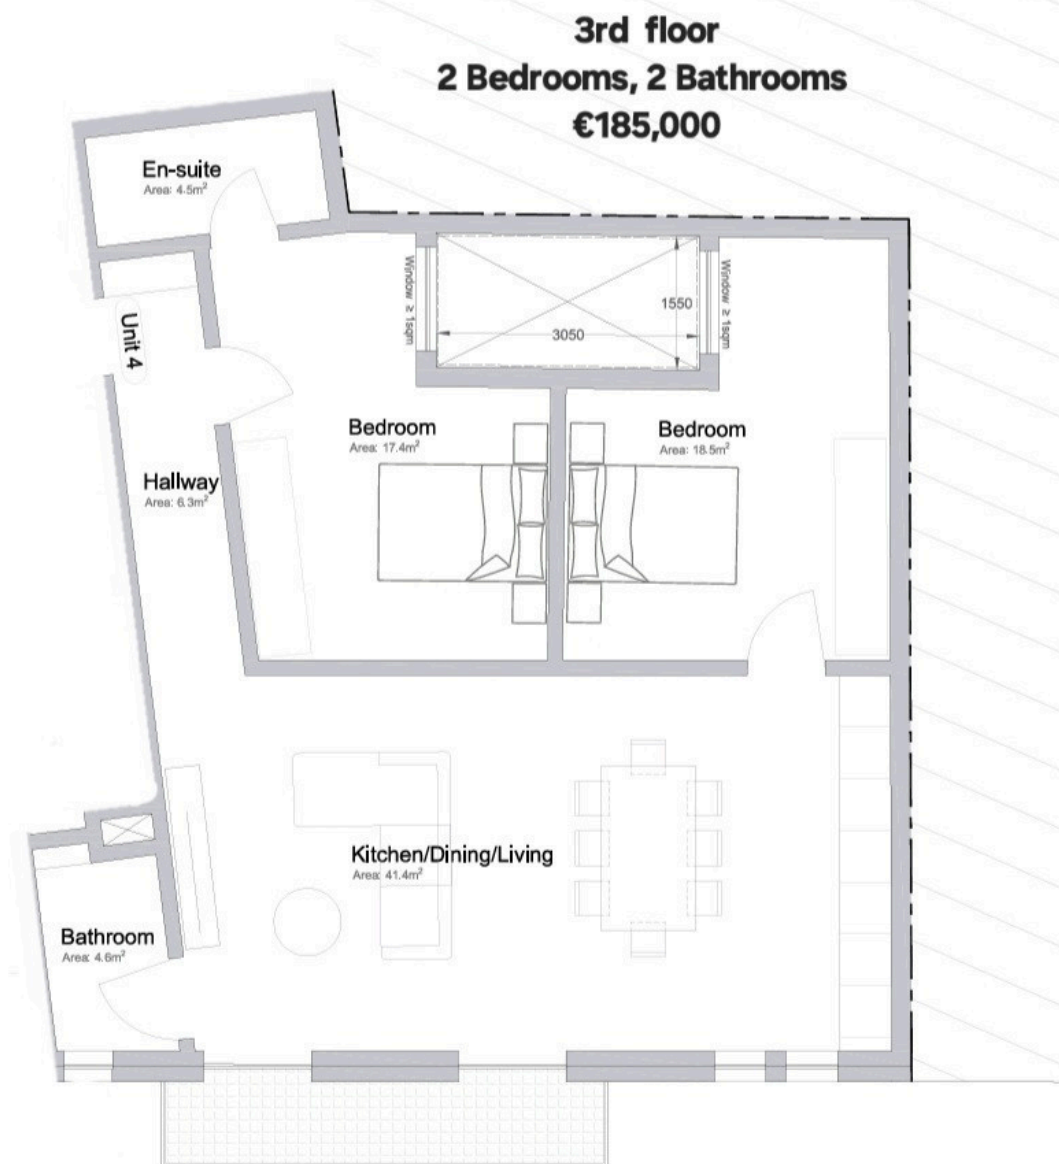 3rd floor
2 Bedrooms, 2 Bathrooms
€185,000
En-suite
Area: 4.5m²
Window ≥ 1sqm
1550
3050
Window ≥ 1sqm
Unit 4
Bedroom
Area: 17.4m²
Bedroom
Area: 18.5m²
Hallway
Area: 6.3m²
Kitchen/Dining/Living
Area: 41.4m²
Bathroom
Area: 4.6m²